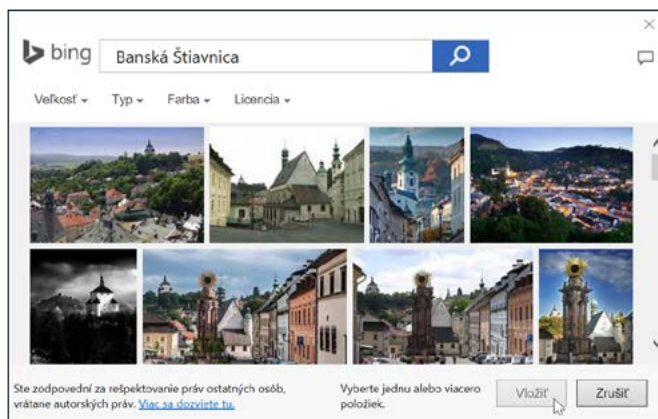 bing
Banská Štiavnica
Veľkosť Typ Farba Licencia
Ste zodpovední za rešpektovanie práv ostatných osôb,
vrátane autorských práv. Viac sa dozviete tu.
Vyberte jednu alebo viacero
položiek.
Vložiť
Zrušiť